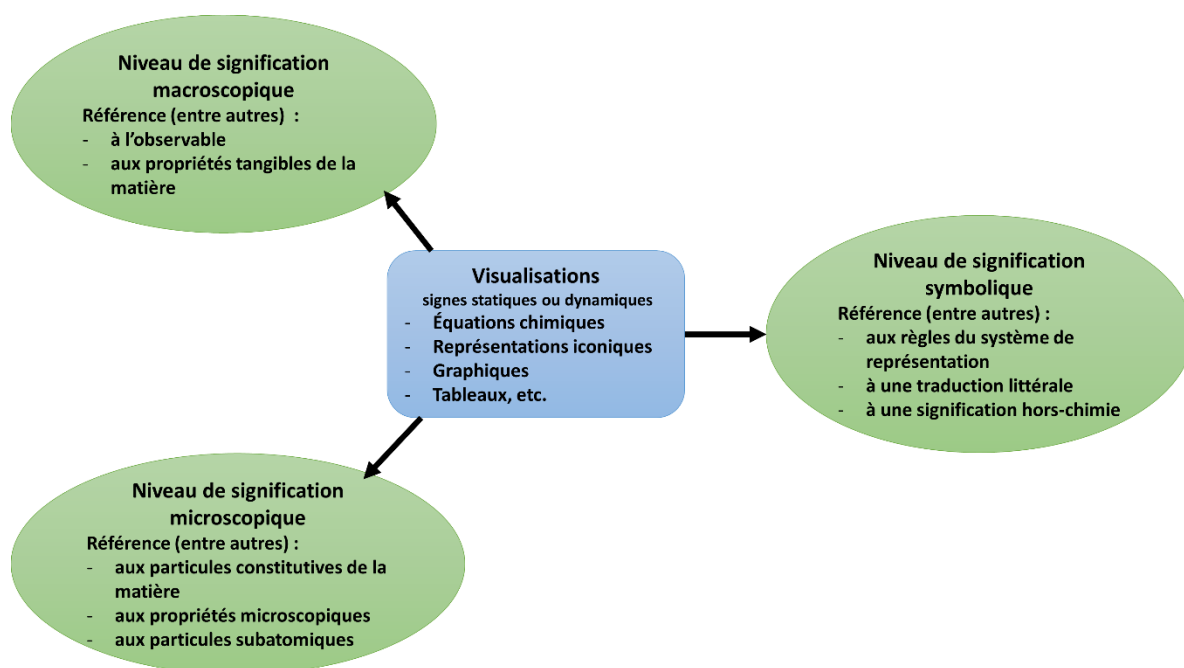 Niveau de signification
macroscopique
Référence (entre autres) :
- à l'observable
- aux propriétés tangibles de la
matière
Visualisations
signes statiques ou dynamiques
- Équations chimiques
- Représentations iconiques
- Graphiques
- Tableaux, etc.
Niveau de signification
symbolique
Référence (entre autres) :
- aux règles du système de
représentation
- à une traduction littérale
- à une signification hors-chimie
Niveau de signification
microscopique
Référence (entre autres) :
- aux particules constitutives de la
matière
- aux propriétés microscopiques
- aux particules subatomiques